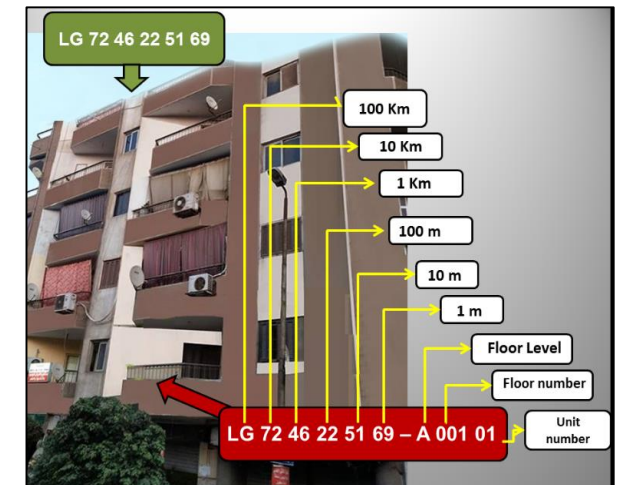 LG 72 46 22 51 69
100 Km
10 Km
1 Km
100 m
10 m
1 m
Floor Level
Floor number
LG 72 46 22 51 69 – A 001 01
Unit
number